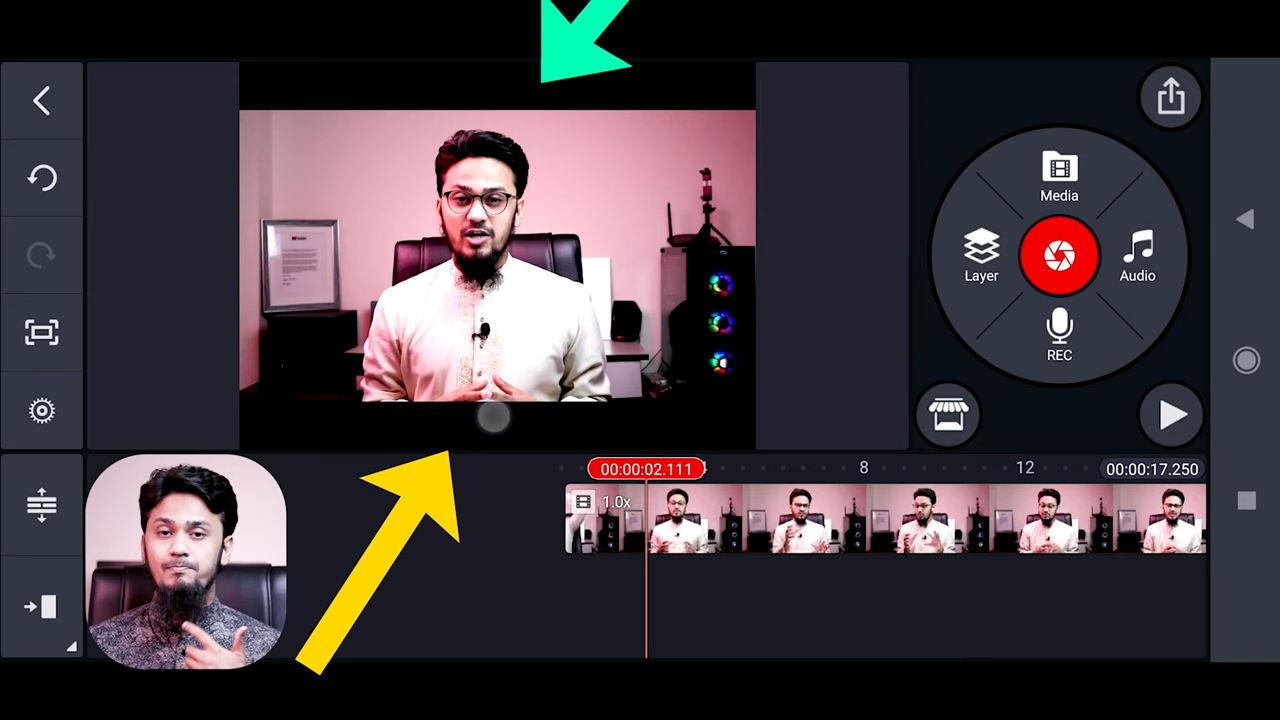 Media
Layer
Audio
REC
00:00:02.111
8
12
00:00:17.250
1.0x